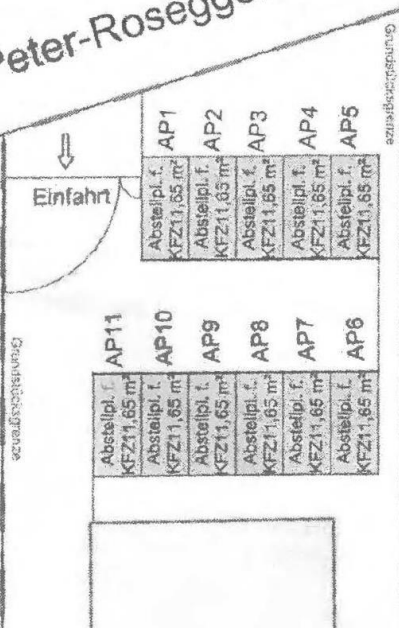 Peter-Rosegge
Grundstücksgrenze
Einfahrt
AP1
Abstellpl. f.
KFZ11,65 m²
AP2
Abstellpl. f.
KFZ11,65 m²
AP3
Abstellpl. f.
KFZ11,65 m²
AP4
Abstellpl. f.
KFZ11,65 m²
AP5
Abstellpl. f.
KFZ11,65 m²
Grundstücksgrenze
AP11
Abstellpl. f.
KFZ11,65 m²
AP10
Abstellpl. f.
KFZ11,65 m²
AP9
Abstellpl. f.
KFZ11,65 m²
AP8
Abstellpl. f.
KFZ11,65 m²
AP7
Abstellpl. f.
KFZ11,65 m²
AP6
Abstellpl. f.
KFZ11,65 m²